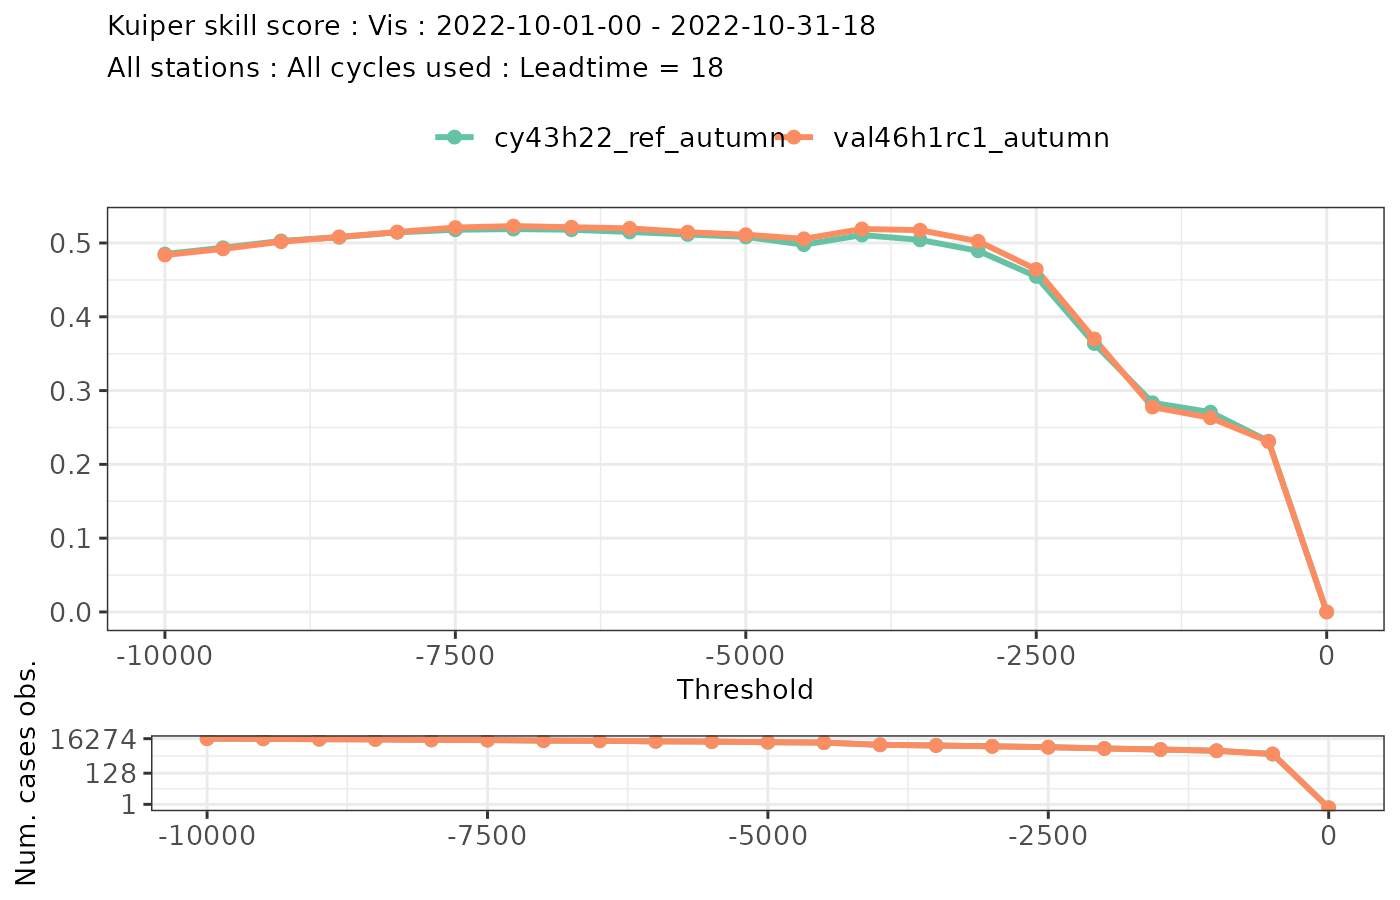 Kuiper skill score : Vis : 2022-10-01-00 - 2022-10-31-18
All stations : All cycles used : Leadtime = 18
cy43h22_ref_autumn val46h1rc1_autumn
0.5
0.4
0.3
0.2
0.1
0.0
-10000 -7500 -5000 -2500 0
Threshold
Num. cases obs.
16274
128
1
-10000 -7500 -5000 -2500 0